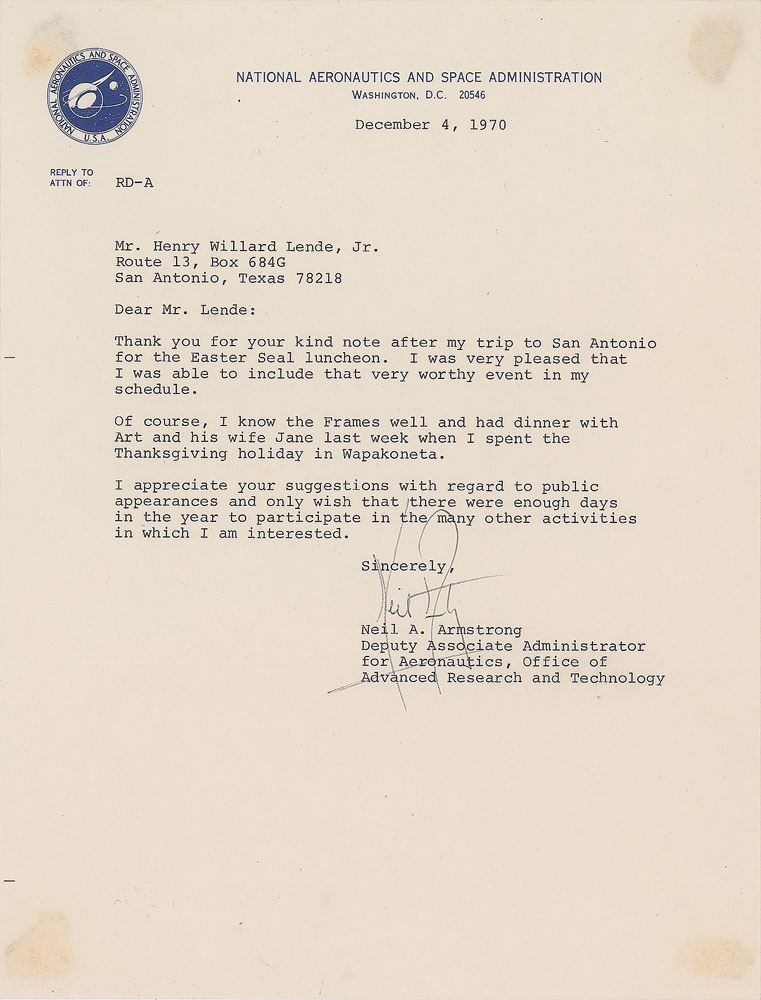 NATIONAL AERONAUTICS AND SPACE ADMINISTRATION
U.S.A.
NATIONAL AERONAUTICS AND SPACE ADMINISTRATION
WASHINGTON, D.C. 20546
December 4, 1970
REPLY TO
ATTN OF: RD-A
Mr. Henry Willard Lende, Jr.
Route 13, Box 684G
San Antonio, Texas 78218
Dear Mr. Lende:
Thank you for your kind note after my trip to San Antonio
for the Easter Seal luncheon. I was very pleased that
I was able to include that very worthy event in my
schedule.
Of course, I know the Frames well and had dinner with
Art and his wife Jane last week when I spent the
Thanksgiving holiday in Wapakoneta.
I appreciate your suggestions with regard to public
appearances and only wish that there were enough days
in the year to participate in the many other activities
in which I am interested.
Sincerely,
Neil A. Armstrong
Deputy Associate Administrator
for Aeronautics, Office of
Advanced Research and Technology